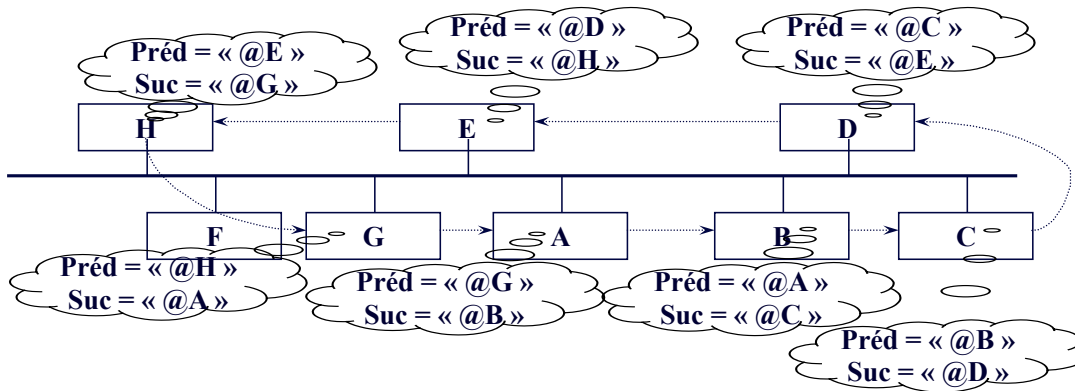 Préd = « @E »
Suc = « @G »
Préd = « @D »
Suc = « @H »
Préd = « @C »
Suc = « @E »
H
E
D
F
G
A
B
C
Préd = « @H »
Suc = « @A »
Préd = « @G »
Suc = « @B »
Préd = « @A »
Suc = « @C »
Préd = « @B »
Suc = « @D »